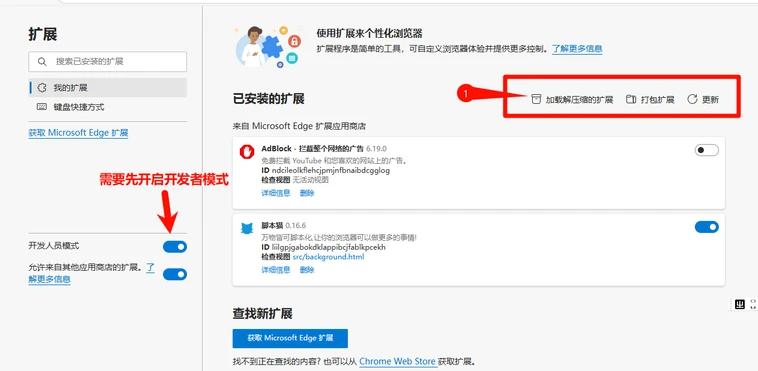 扩展
搜索已安装的扩展
我的扩展
键盘快捷方式
获取 Microsoft Edge 扩展
需要先开启开发者模式
开发人员模式
允许来自其他应用商店的扩展。了
解更多信息
使用扩展来个性化浏览器
扩展程序是简单的工具，可自定义浏览器体验并提供更多控制。了解更多信息
已安装的扩展
1
加载解压缩的扩展 打包扩展 更新
来自 Microsoft Edge 扩展应用商店
AdBlock - 拦截整个网络的广告 6.19.0
免费拦截 YouTube 和您喜欢的网站上的广告。
ID ndcileolkflehcjpmjnfbnaibdcgglog
检查视图 无活动视图
详细信息 删除
脚本猫 0.16.6
万物皆可脚本化,让你的浏览器可以做更多的事情!
ID liilgpjgabokdklappibcjfablkpcekh
检查视图 src/background.html
详细信息 删除
查找新扩展
获取 Microsoft Edge 扩展
找不到正在查找的内容? 也可以从 Chrome Web Store 获取扩展。